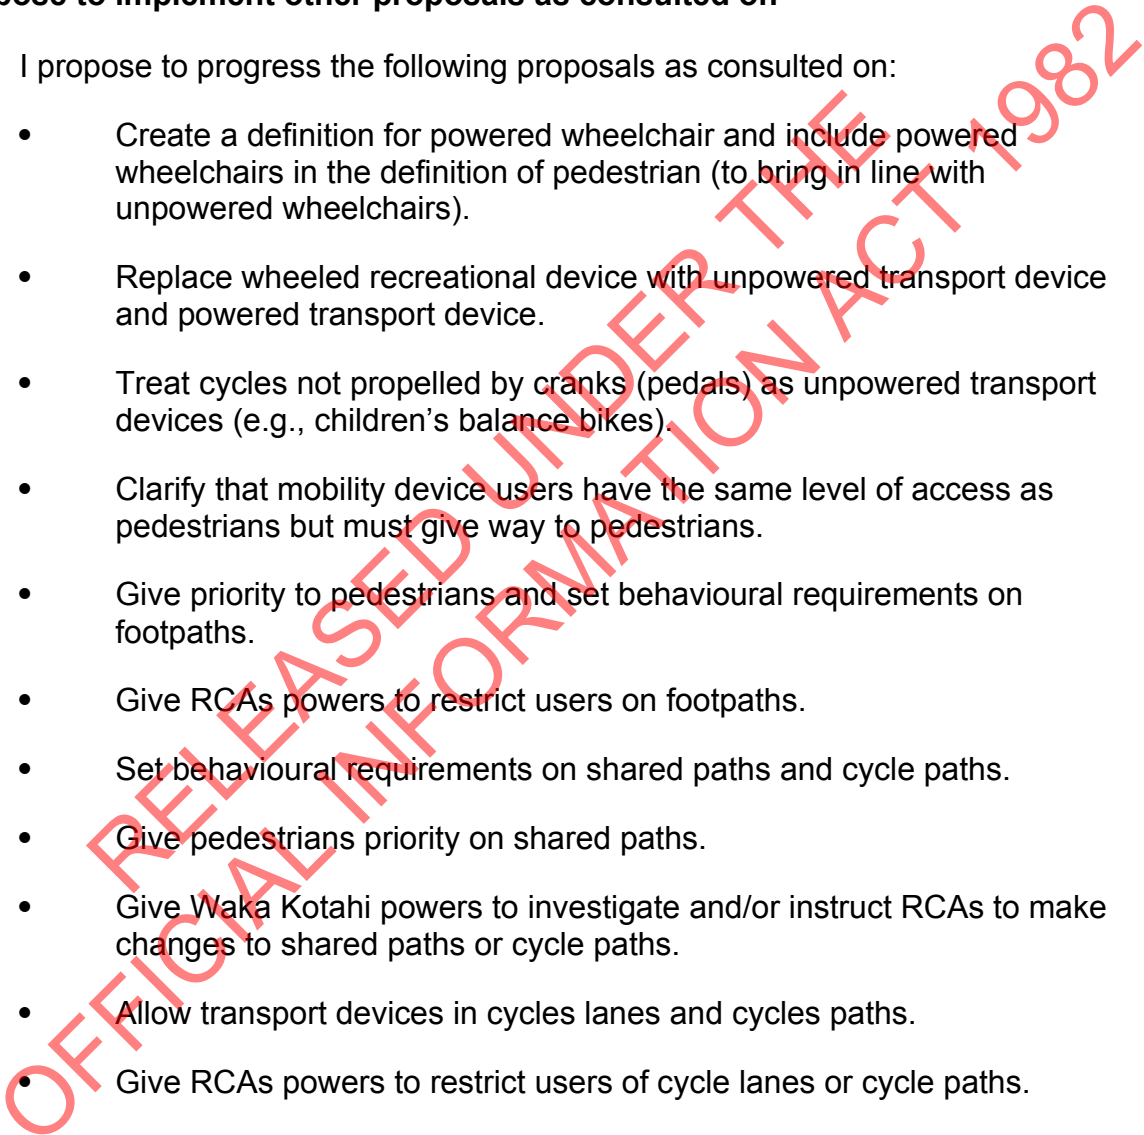 pose to implement other proposals as consulted on
I propose to progress the following proposals as consulted on:
• Create a definition for powered wheelchair and include powered
wheelchairs in the definition of pedestrian (to bring in line with
unpowered wheelchairs).
• Replace wheeled recreational device with unpowered transport device
and powered transport device.
• Treat cycles not propelled by cranks (pedals) as unpowered transport
devices (e.g., children's balance bikes).
• Clarify that mobility device users have the same level of access as
pedestrians but must give way to pedestrians.
• Give priority to pedestrians and set behavioural requirements on
footpaths.
• Give RCAs powers to restrict users on footpaths.
• Set behavioural requirements on shared paths and cycle paths.
• Give pedestrians priority on shared paths.
• Give Waka Kotahi powers to investigate and/or instruct RCAs to make
changes to shared paths or cycle paths.
• Allow transport devices in cycles lanes and cycles paths.
• Give RCAs powers to restrict users of cycle lanes or cycle paths.
RELEASED UNDER THE
OFFICIAL INFORMATION ACT 1982